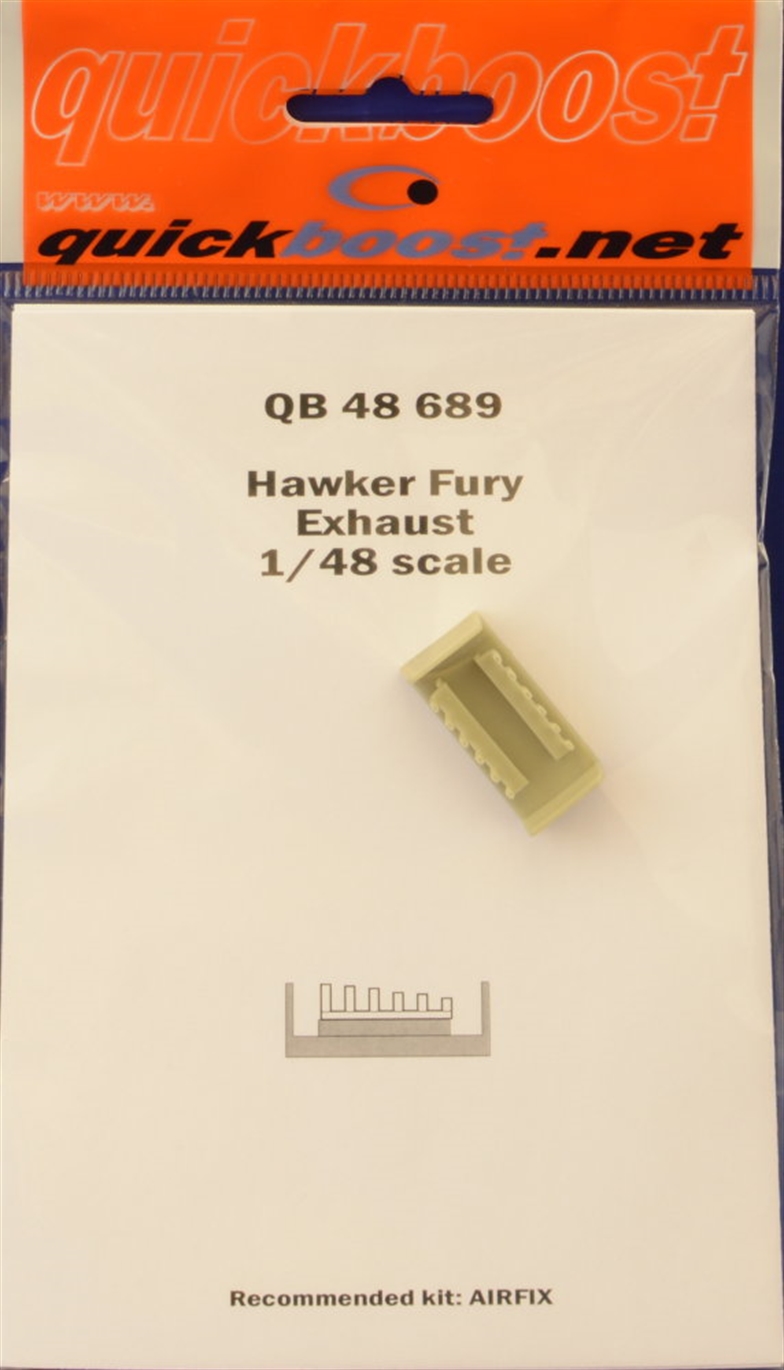 quickboost
www.
quickboost.net
QB 48 689
Hawker Fury
Exhaust
1/48 scale
Recommended kit: AIRFIX